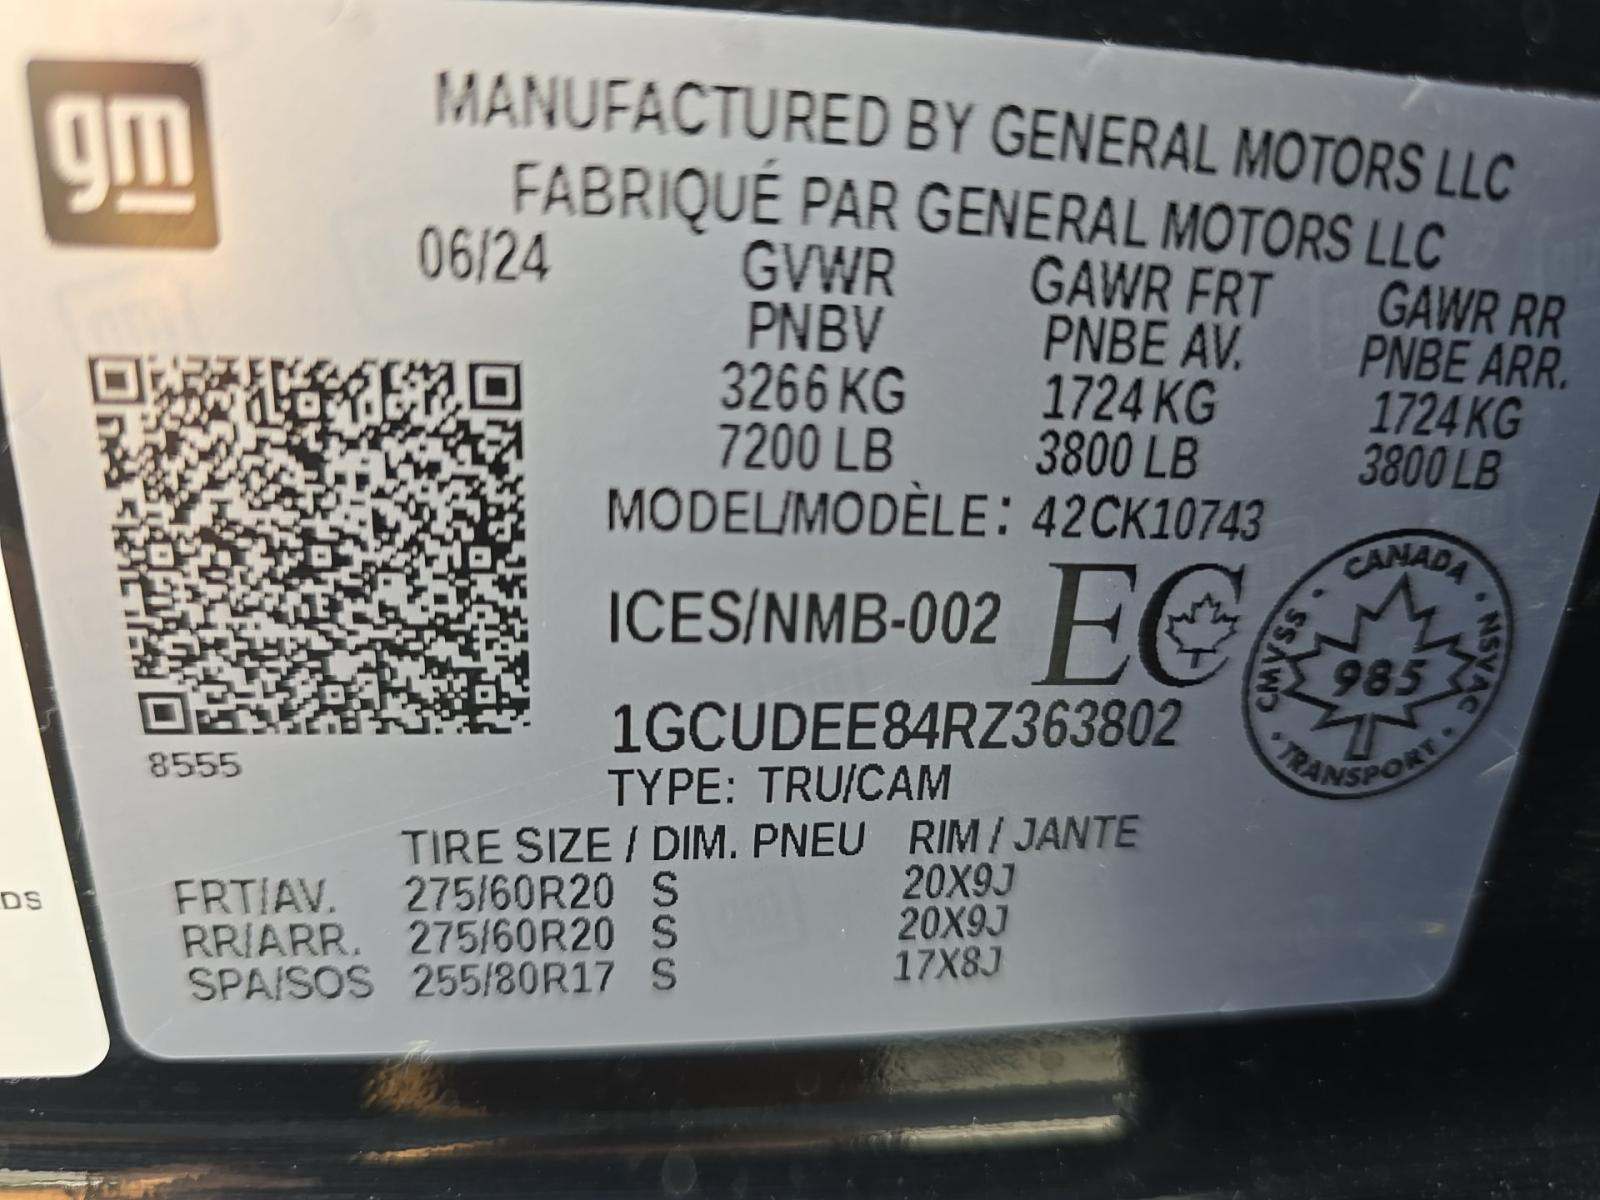 gm
MANUFACTURED BY GENERAL MOTORS LLC
FABRIQUÉ PAR GENERAL MOTORS LLC
06/24
GVWR GAWR FRT GAWR RR
PNBV PNBE AV. PNBE ARR.
3266 KG 1724 KG 1724 KG
7200 LB 3800 LB 3800 LB
MODEL/MODÈLE: 42CK10743
ICES/NMB-002 EC
CANADA
CMVSS · NSVAC
985
TRANSPORT
1GCUDEE84RZ363802
8555
TYPE: TRU/CAM
TIRE SIZE / DIM. PNEU RIM / JANTE
FRT/AV. 275/60R20 S 20X9J
RR/ARR. 275/60R20 S 20X9J
SPA/SOS 255/80R17 S 17X8J
DS